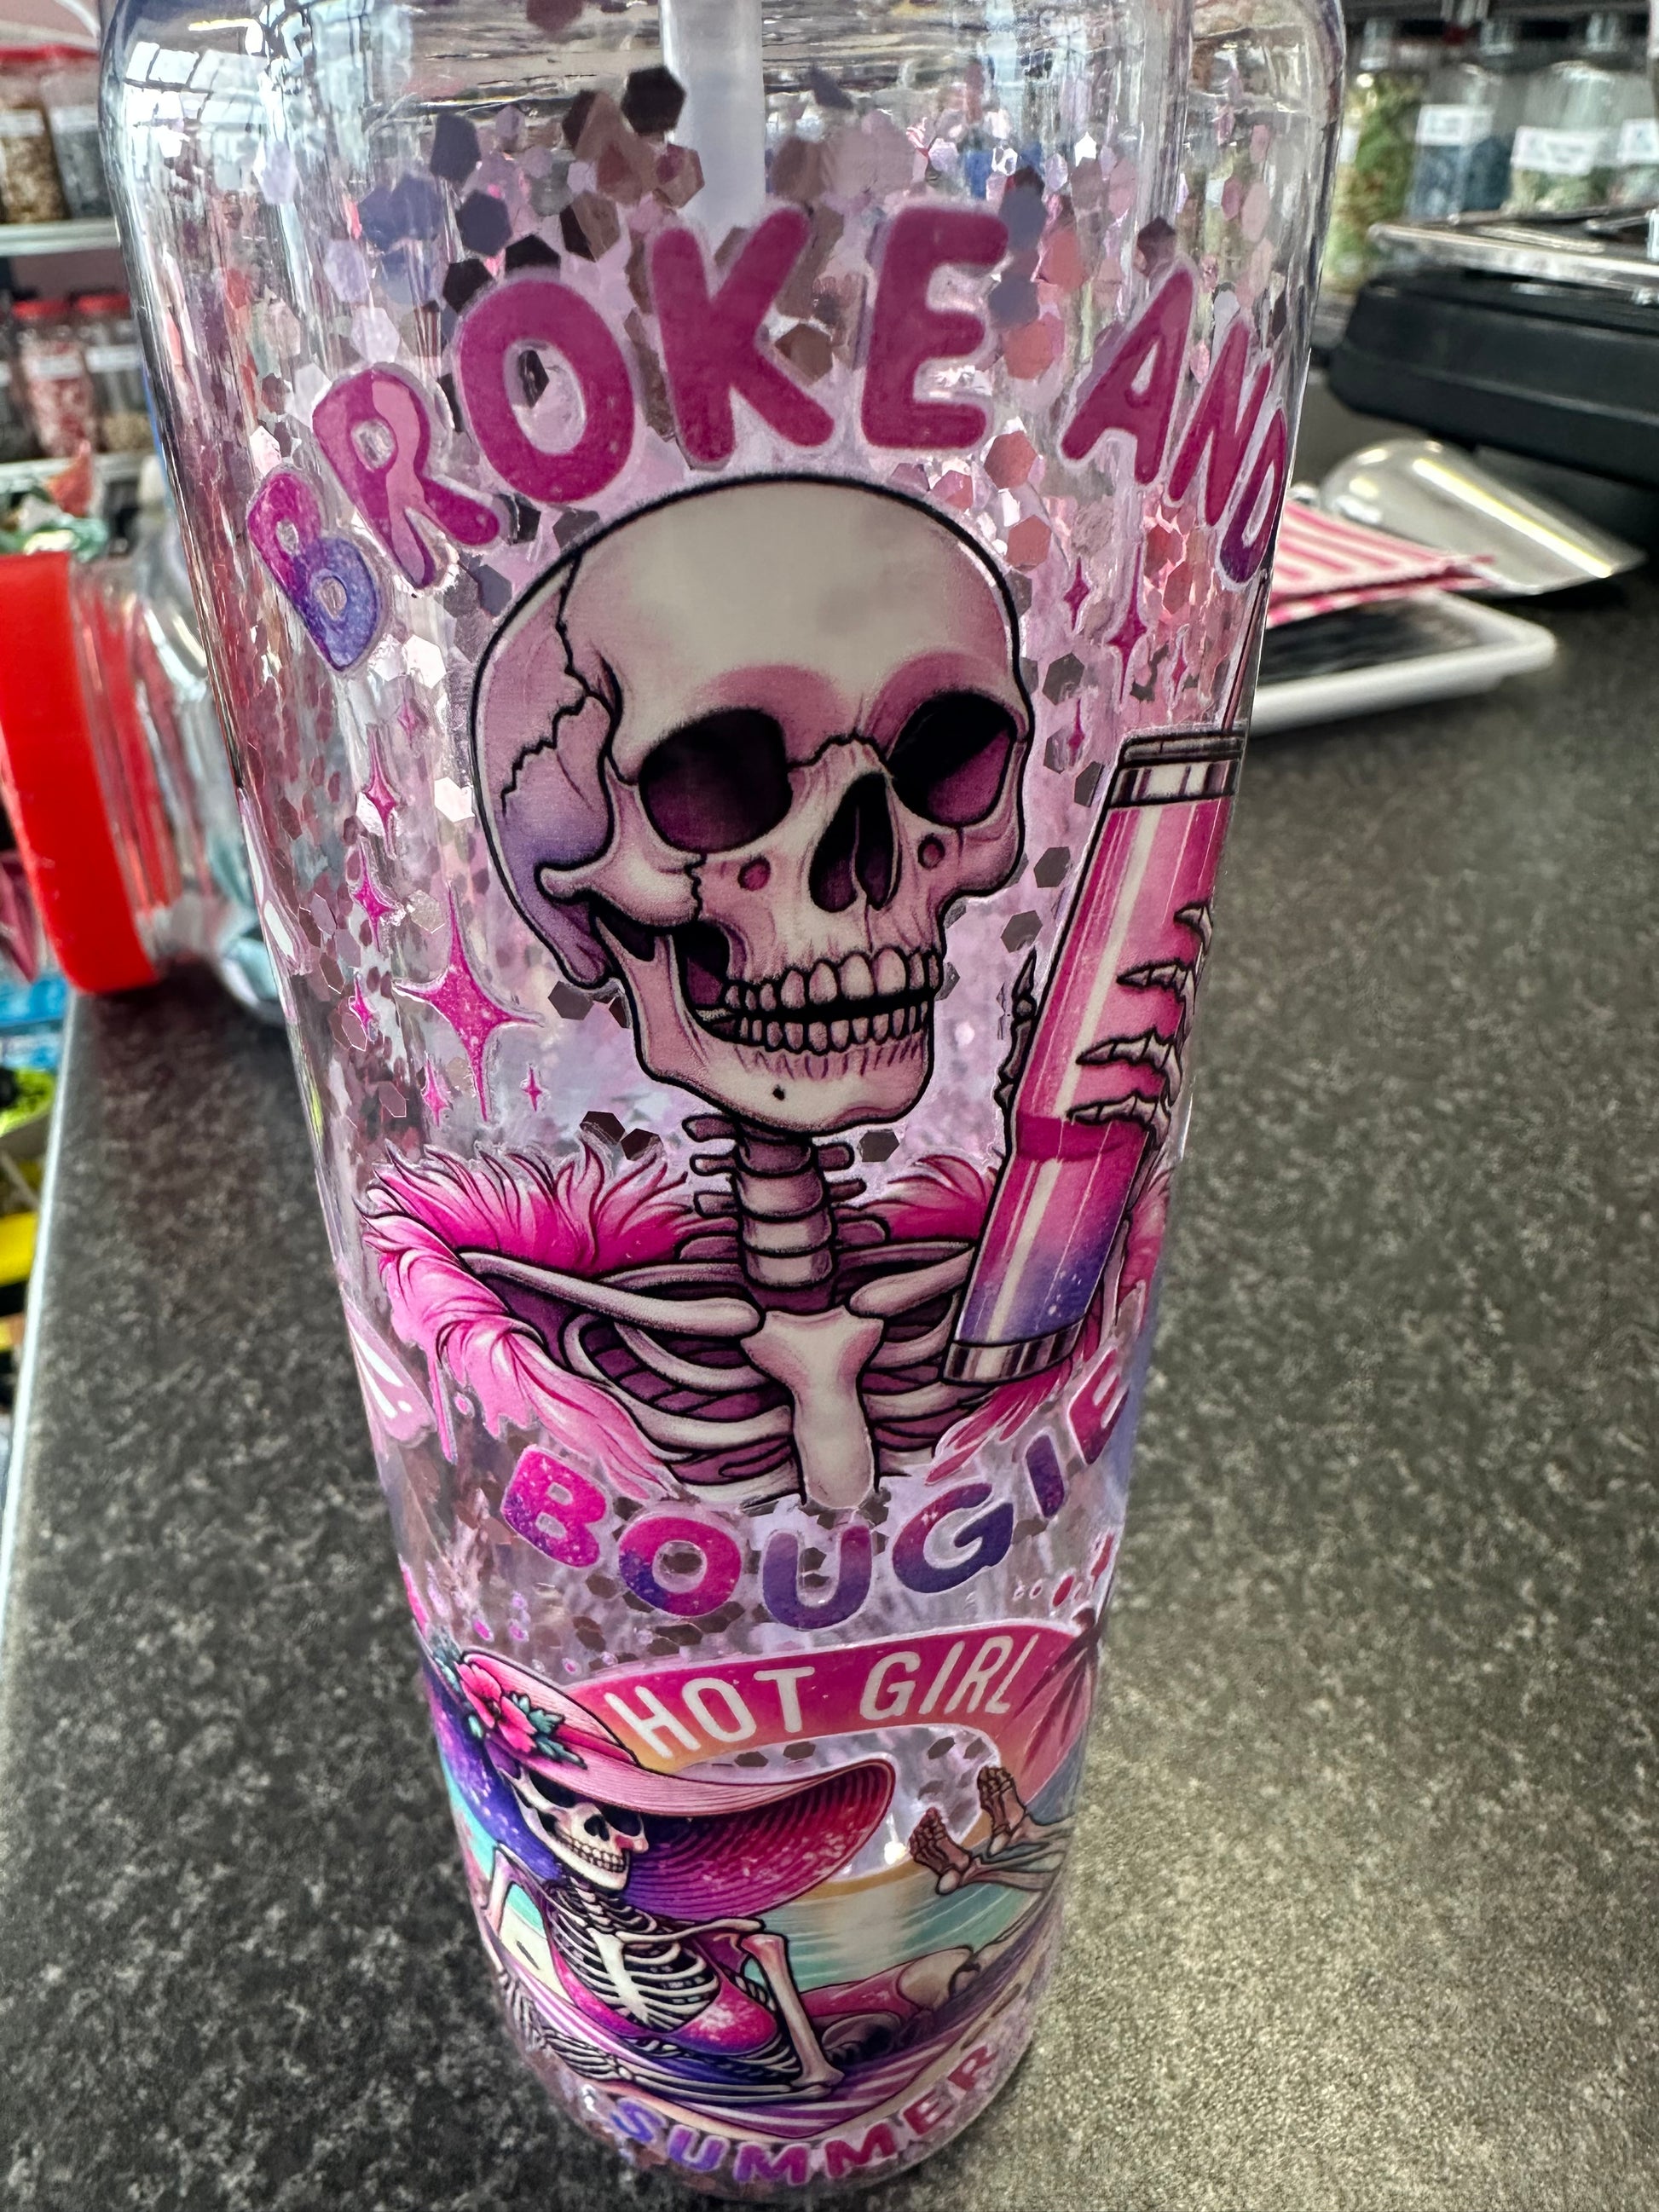 BROKE AND
BOUGIE
HOT GIRL
SUMMER